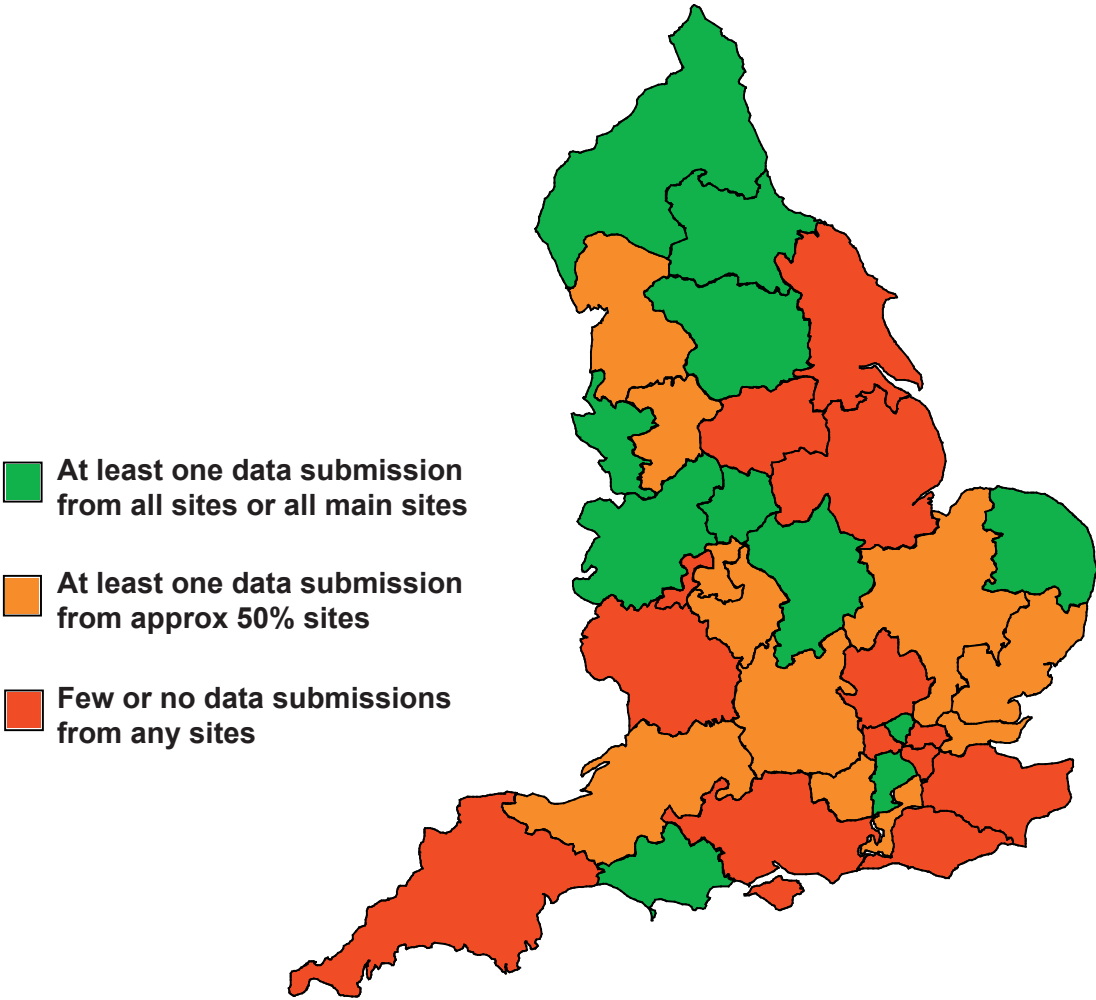 At least one data submission
from all sites or all main sites
At least one data submission
from approx 50% sites
Few or no data submissions
from any sites